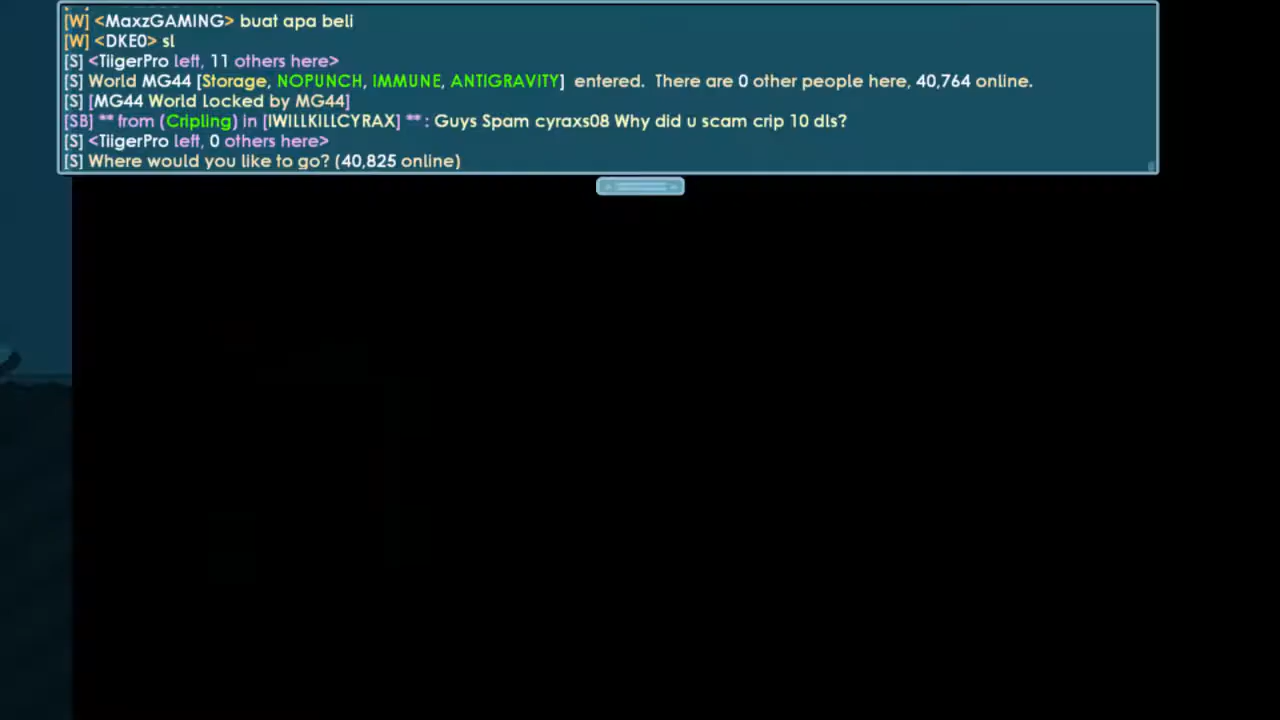 [W] <MaxzGAMING> buat apa beli
[W] <DKE0> sl
[S] <TiigerPro left, 11 others here>
[S] World MG44 [Storage, NOPUNCH, IMMUNE, ANTIGRAVITY] entered. There are 0 other people here, 40,764 online.
[S] [MG44 World Locked by MG44]
[SB] ** from (Cripling) in [IWILLKILLCYRAX] ** : Guys Spam cyraxs08 Why did u scam crip 10 dls?
[S] <TiigerPro left, 0 others here>
[S] Where would you like to go? (40,825 online)